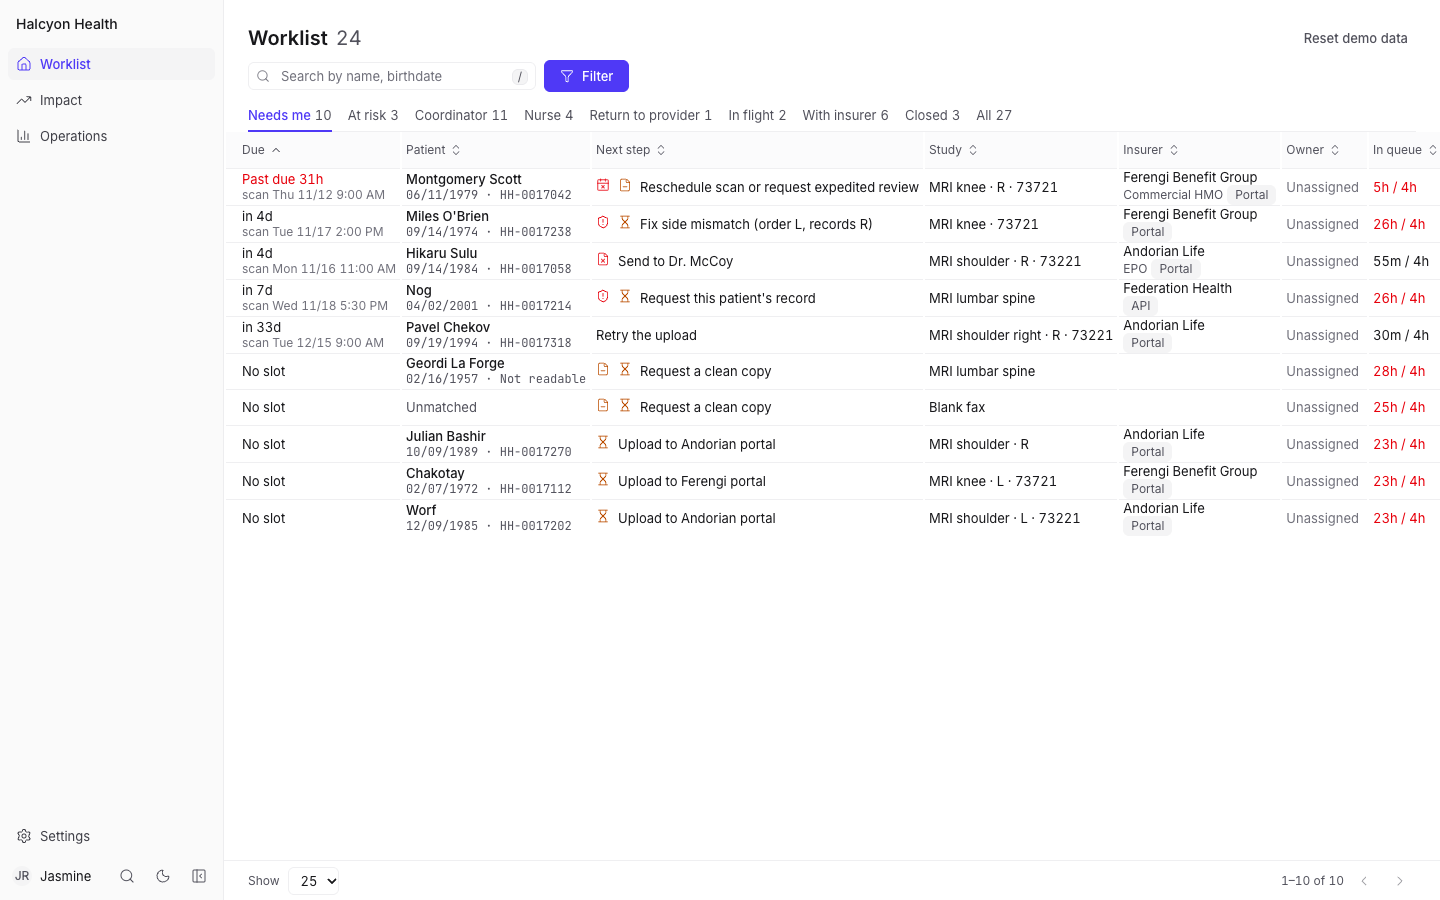 Halcyon Health
Worklist
Impact
Operations
Settings
JR Jasmine
Worklist 24
Reset demo data
Search by name, birthdate /
Filter
Needs me 10 At risk 3 Coordinator 11 Nurse 4 Return to provider 1 In flight 2 With insurer 6 Closed 3 All 27
Due Patient Next step Study Insurer Owner In queue
Past due 31h
scan Thu 11/12 9:00 AM
Montgomery Scott
06/11/1979 · HH-0017042
Reschedule scan or request expedited review
MRI knee · R · 73721
Ferengi Benefit Group
Commercial HMO Portal
Unassigned
5h / 4h
in 4d
scan Tue 11/17 2:00 PM
Miles O'Brien
09/14/1974 · HH-0017238
Fix side mismatch (order L, records R)
MRI knee · 73721
Ferengi Benefit Group
Portal
Unassigned
26h / 4h
in 4d
scan Mon 11/16 11:00 AM
Hikaru Sulu
09/14/1984 · HH-0017058
Send to Dr. McCoy
MRI shoulder · R · 73221
Andorian Life
EPO Portal
Unassigned
55m / 4h
in 7d
scan Wed 11/18 5:30 PM
Nog
04/02/2001 · HH-0017214
Request this patient's record
MRI lumbar spine
Federation Health
API
Unassigned
26h / 4h
in 33d
scan Tue 12/15 9:00 AM
Pavel Chekov
09/19/1994 · HH-0017318
Retry the upload
MRI shoulder right · R · 73221
Andorian Life
Portal
Unassigned
30m / 4h
No slot
Geordi La Forge
02/16/1957 · Not readable
Request a clean copy
MRI lumbar spine
Unassigned
28h / 4h
No slot
Unmatched
Request a clean copy
Blank fax
Unassigned
25h / 4h
No slot
Julian Bashir
10/09/1989 · HH-0017270
Upload to Andorian portal
MRI shoulder · R
Andorian Life
Portal
Unassigned
23h / 4h
No slot
Chakotay
02/07/1972 · HH-0017112
Upload to Ferengi portal
MRI knee · L · 73721
Ferengi Benefit Group
Portal
Unassigned
23h / 4h
No slot
Worf
12/09/1985 · HH-0017202
Upload to Andorian portal
MRI shoulder · L · 73221
Andorian Life
Portal
Unassigned
23h / 4h
Show 25
1–10 of 10